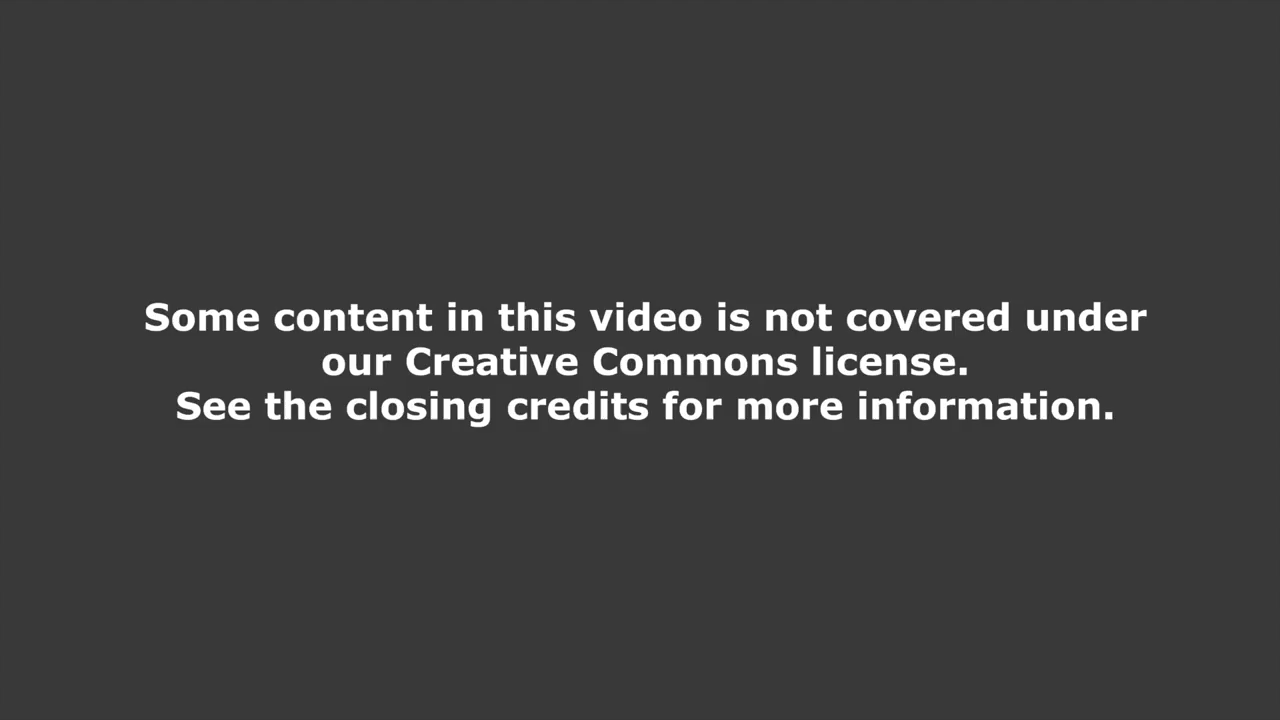 Some content in this video is not covered under
our Creative Commons license.
See the closing credits for more information.